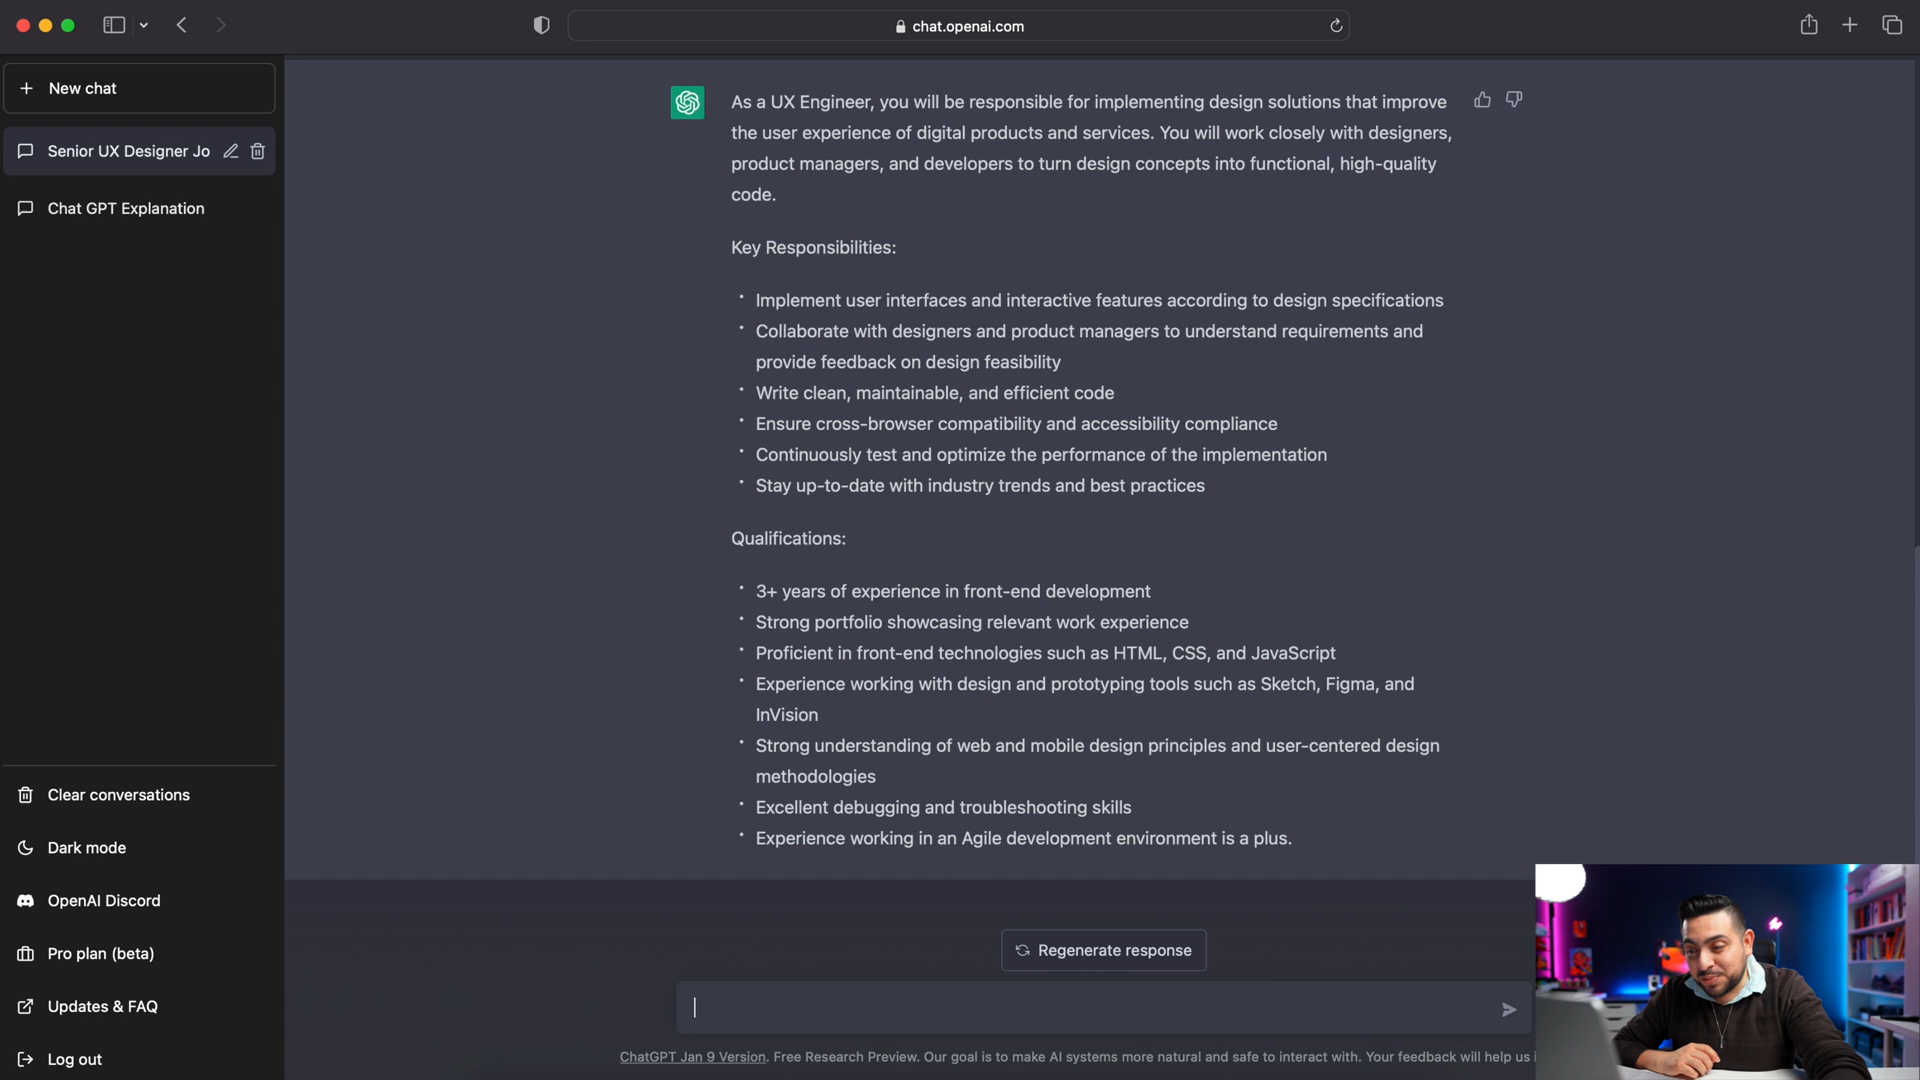 chat.openai.com
New chat
Senior UX Designer Jo
Chat GPT Explanation
As a UX Engineer, you will be responsible for implementing design solutions that improve
the user experience of digital products and services. You will work closely with designers,
product managers, and developers to turn design concepts into functional, high-quality
code.
Key Responsibilities:
• Implement user interfaces and interactive features according to design specifications
• Collaborate with designers and product managers to understand requirements and
provide feedback on design feasibility
• Write clean, maintainable, and efficient code
• Ensure cross-browser compatibility and accessibility compliance
• Continuously test and optimize the performance of the implementation
• Stay up-to-date with industry trends and best practices
Qualifications:
• 3+ years of experience in front-end development
• Strong portfolio showcasing relevant work experience
• Proficient in front-end technologies such as HTML, CSS, and JavaScript
• Experience working with design and prototyping tools such as Sketch, Figma, and
InVision
• Strong understanding of web and mobile design principles and user-centered design
methodologies
• Excellent debugging and troubleshooting skills
• Experience working in an Agile development environment is a plus.
Clear conversations
Dark mode
OpenAI Discord
Pro plan (beta)
Updates & FAQ
Log out
Regenerate response
ChatGPT Jan 9 Version. Free Research Preview. Our goal is to make AI systems more natural and safe to interact with. Your feedback will help us